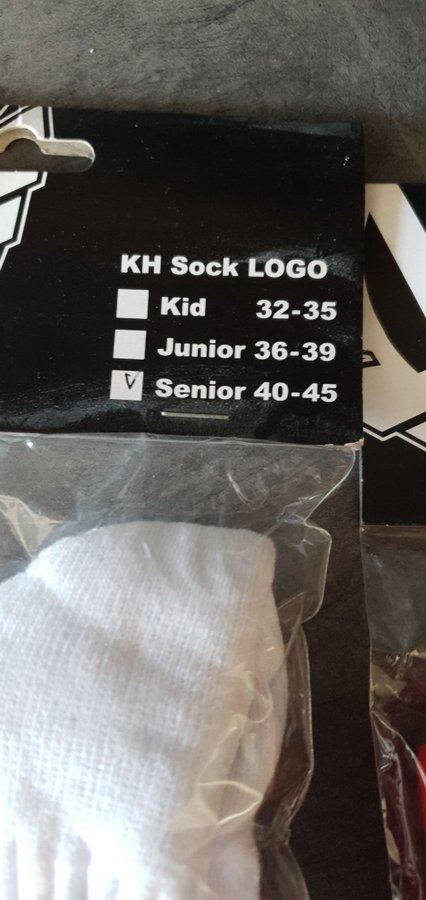 KH Sock LOGO
Kid 32-35
Junior 36-39
Senior 40-45